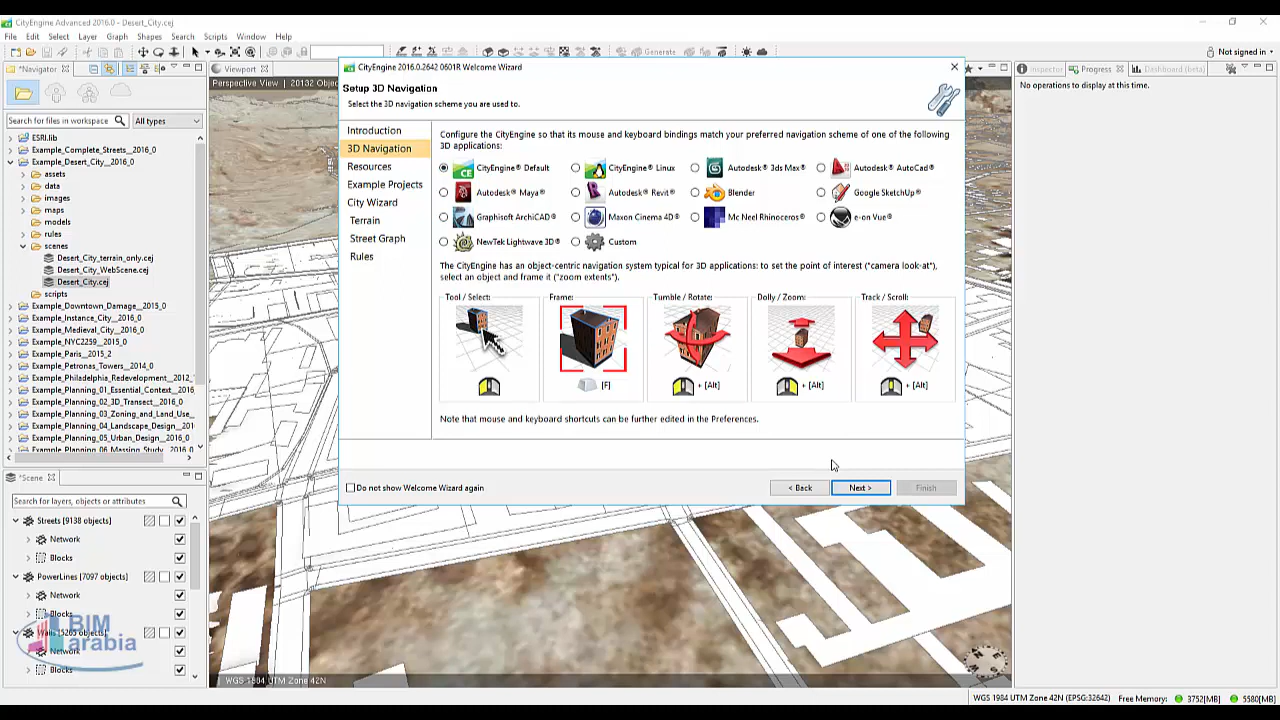 CityEngine Advanced 2016.0 - Desert_City.cej
File Edit Select Layer Graph Shapes Search Scripts Window Help
Generate
Not signed in
*Navigator
Search for files in workspace
All types
ESRI.lib
Example_Complete_Streets__2016_0
Example_Desert_City__2016_0
assets
data
images
maps
models
rules
scenes
Desert_City_terrain_only.cej
Desert_City_WebScene.cej
Desert_City.cej
scripts
Example_Downtown_Damage__2015_0
Example_Instance_City__2016_0
Example_Medieval_City__2016_0
Example_NYC2259__2015_0
Example_Paris__2015_2
Example_Petronas_Towers__2014_0
Example_Philadelphia_Redevelopment__2012_
Example_Planning_01_Essential_Context__2016
Example_Planning_02_3D_Transect__2016_0
Example_Planning_03_Zoning_and_Land_Use_
Example_Planning_04_Landscape_Design__2016
Example_Planning_05_Urban_Design__2016_0
Example_Planning_06_Massing_Study__2016_0
*Scene
Search for layers, objects or attributes
Streets [9138 objects]
Network
Blocks
PowerLines [7097 objects]
Network
Blocks
Walls [5265 objects]
Network
Blocks
BIM
arabia
Viewport
Perspective View | 20132 Objec
WGS 1984 UTM Zone 42N
CityEngine 2016.0.2642 0601R Welcome Wizard
Setup 3D Navigation
Select the 3D navigation scheme you are used to.
Introduction
3D Navigation
Resources
Example Projects
City Wizard
Terrain
Street Graph
Rules
Configure the CityEngine so that its mouse and keyboard bindings match your preferred navigation scheme of one of the following
3D applications:
CityEngine® Default CityEngine® Linux Autodesk® 3ds Max® Autodesk® AutoCad®
Autodesk® Maya® Autodesk® Revit® Blender Google SketchUp®
Graphisoft ArchiCAD® Maxon Cinema 4D® Mc Neel Rhinoceros® e-on Vue®
NewTek Lightwave 3D® Custom
The CityEngine has an object-centric navigation system typical for 3D applications: to set the point of interest ("camera look-at"),
select an object and frame it ("zoom extents").
Tool / Select: Frame: Tumble / Rotate: Dolly / Zoom: Track / Scroll:
[F] + [Alt] + [Alt] + [Alt]
Note that mouse and keyboard shortcuts can be further edited in the Preferences.
Do not show Welcome Wizard again
< Back Next > Finish
Inspector Progress Dashboard (beta)
No operations to display at this time.
WGS 1984 UTM Zone 42N (EPSG:32642) Free Memory: 3752[MB] 5580[MB]